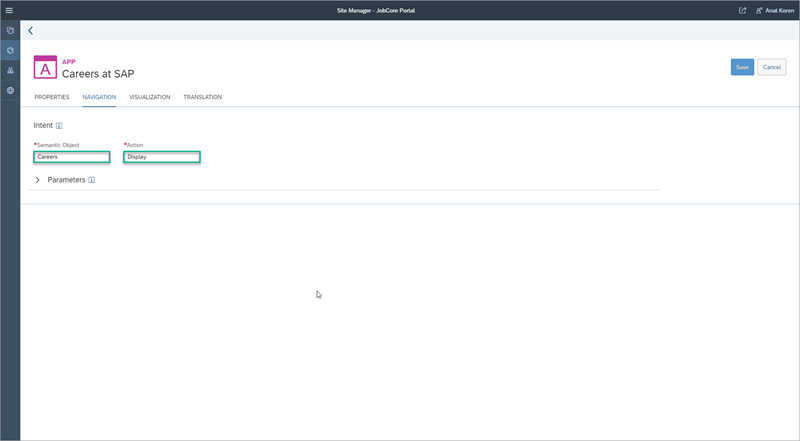 Site Manager - JobCore Portal
Anat Koren
A
APP
Careers at SAP
Save
Cancel
PROPERTIES
NAVIGATION
VISUALIZATION
TRANSLATION
Intent
*Semantic Object
*Action
Careers
Display
Parameters